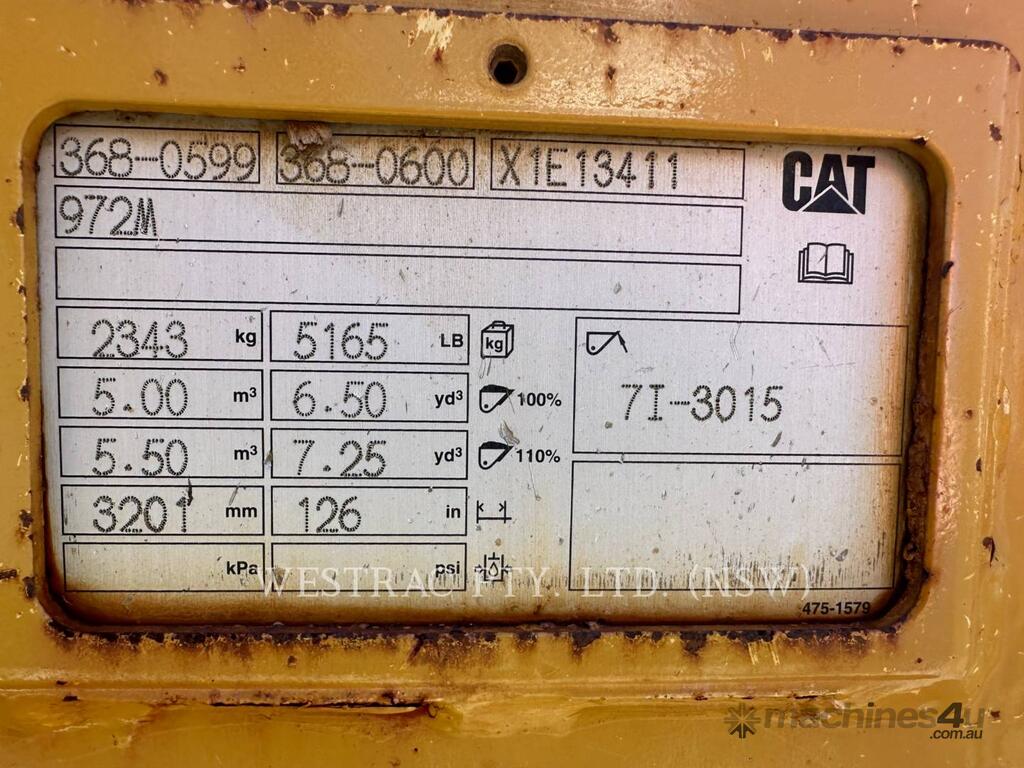 368-0599 368-0600 X1E13411 CAT
972M
2343 kg 5165 LB kg
5.00 m³ 6.50 yd³ 100% 7I-3015
5.50 m³ 7.25 yd³ 110%
3201 mm 126 in
kPa psi
WESTRAC PTY. LTD. (NSW)
475-1579
machines4u
.com.au